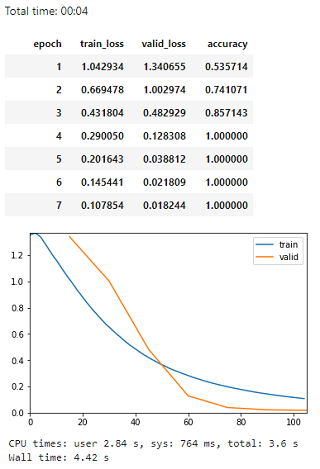 Total time: 00:04
epoch train_loss valid_loss accuracy
1 1.042934 1.340655 0.535714
2 0.669478 1.002974 0.741071
3 0.431804 0.482929 0.857143
4 0.290050 0.128308 1.000000
5 0.201643 0.038812 1.000000
6 0.145441 0.021809 1.000000
7 0.107854 0.018244 1.000000
train
valid
1.2
1.0
0.8
0.6
0.4
0.2
0.0
0 20 40 60 80 100
CPU times: user 2.84 s, sys: 764 ms, total: 3.6 s
Wall time: 4.42 s